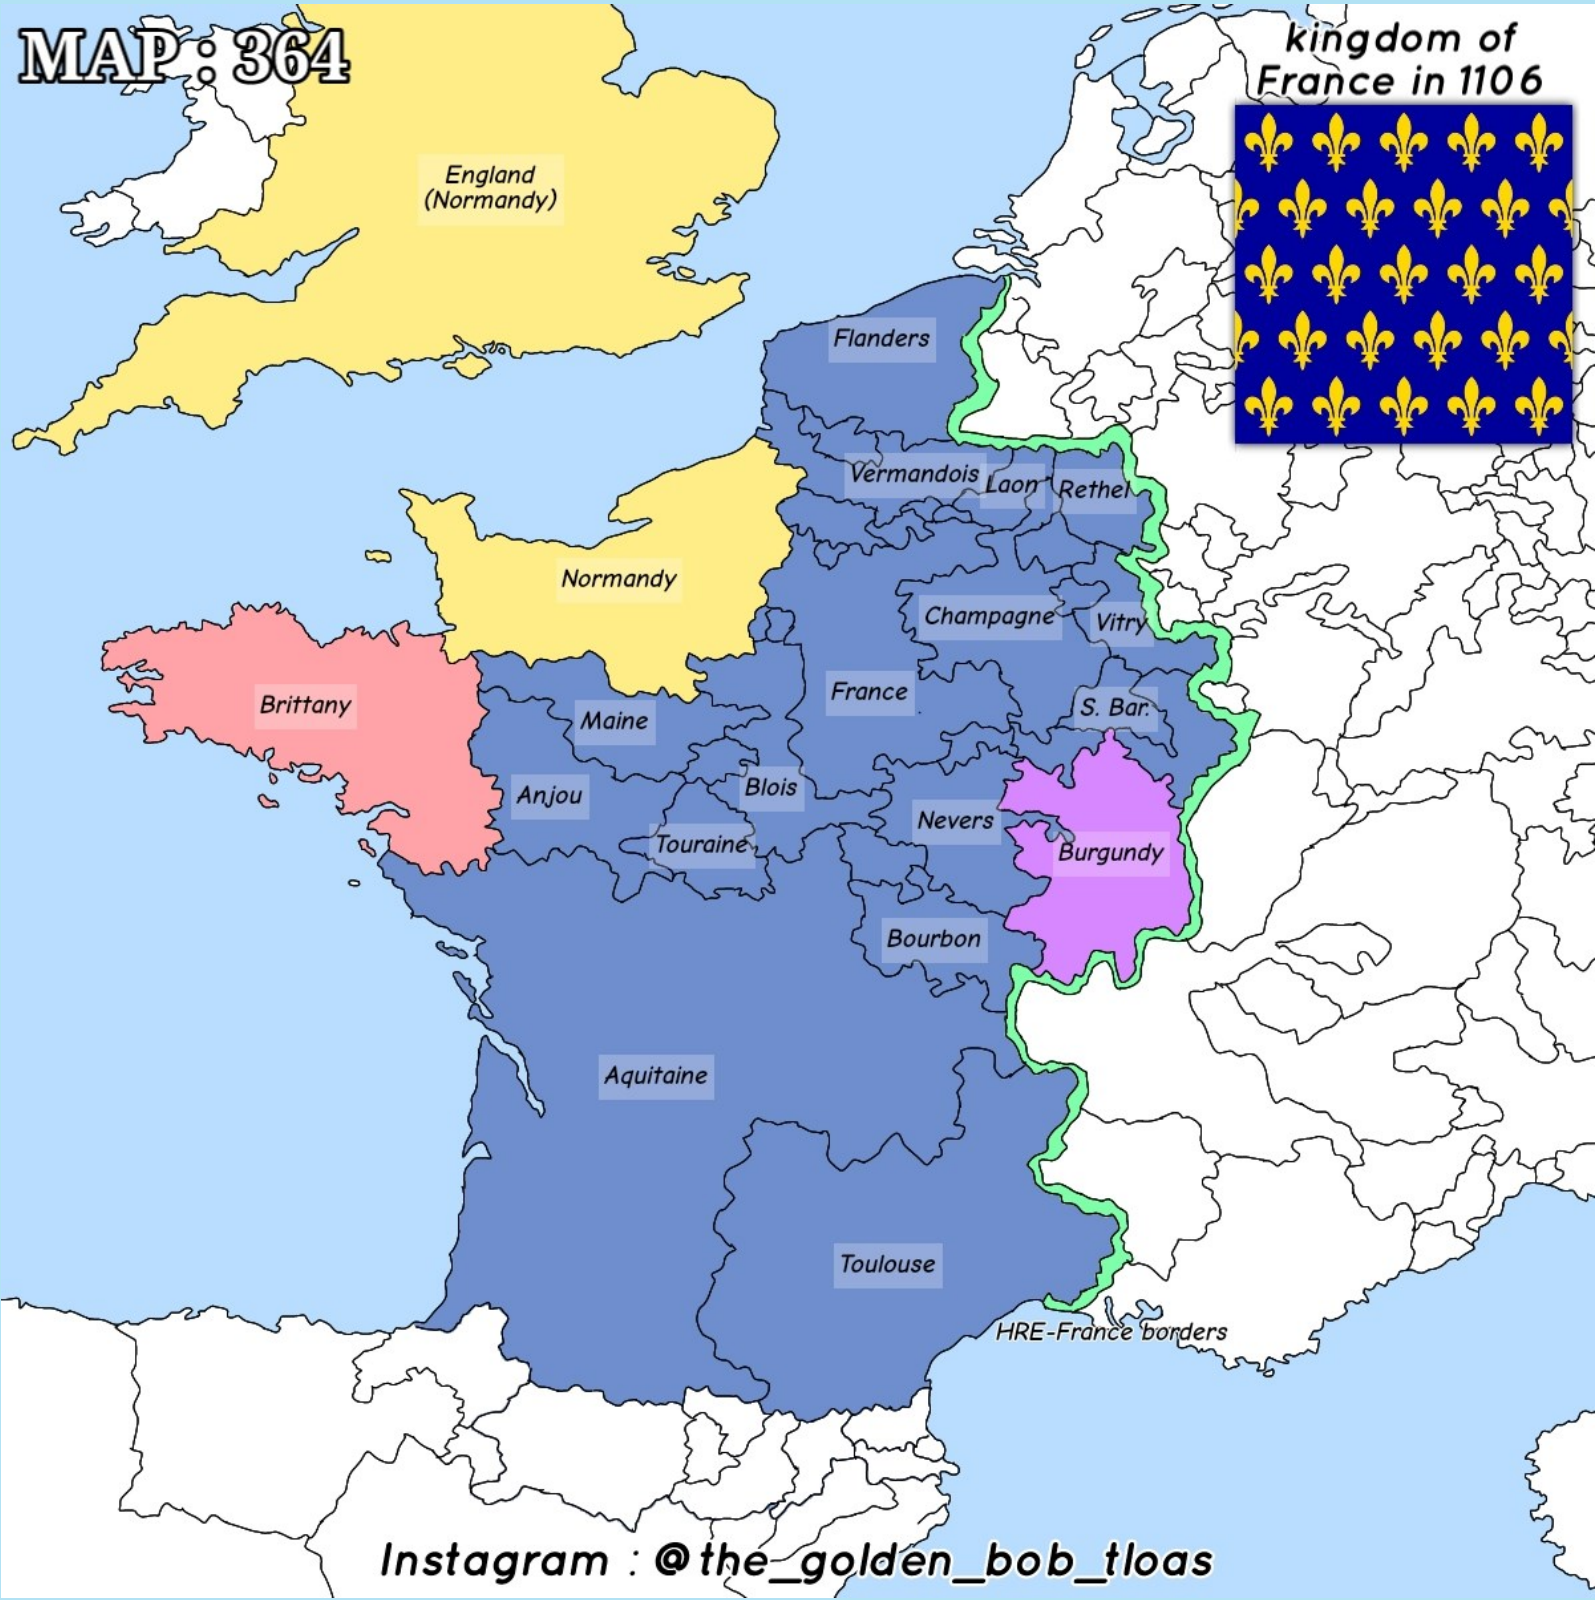 MAP : 364
kingdom of
France in 1106
England
(Normandy)
Flanders
Vermandois
Laon
Rethel
Normandy
Champagne
Vitry
Brittany
Maine
France
S. Bar.
Anjou
Blois
Nevers
Touraine
Burgundy
Bourbon
Aquitaine
Toulouse
HRE-France borders
Instagram : @the_golden_bob_tloas